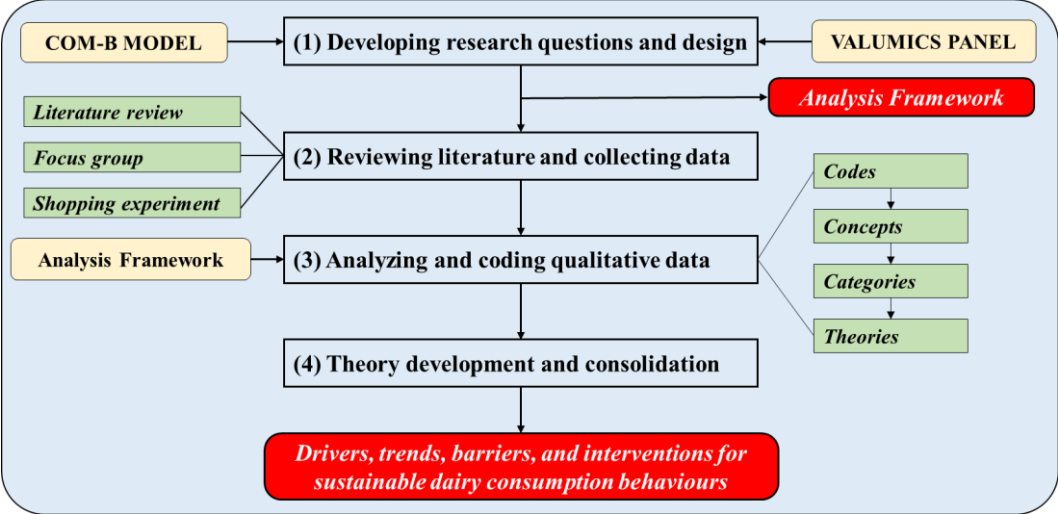 COM-B MODEL
(1) Developing research questions and design
VALUMICS PANEL
Analysis Framework
Literature review
Focus group
Shopping experiment
(2) Reviewing literature and collecting data
Codes
Concepts
Categories
Theories
Analysis Framework
(3) Analyzing and coding qualitative data
(4) Theory development and consolidation
Drivers, trends, barriers, and interventions for
sustainable dairy consumption behaviours